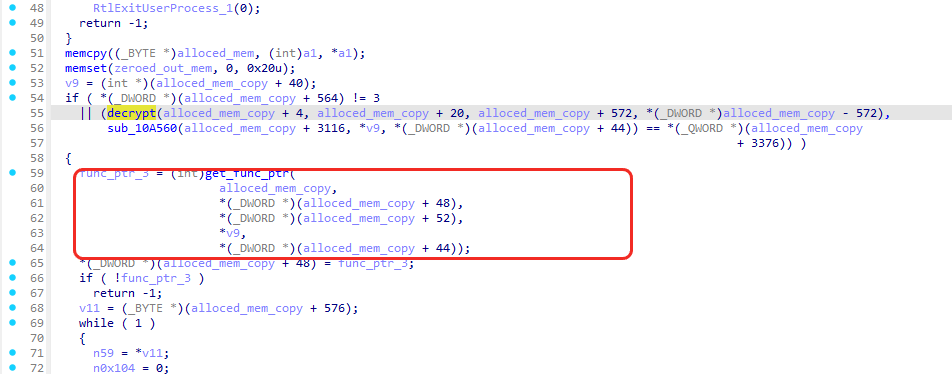 48 RtlExitUserProcess_1(0);
49 return -1;
50 }
51 memcpy((_BYTE *)alloced_mem, (int)a1, *a1);
52 memset(zeroed_out_mem, 0, 0x20u);
53 v9 = (int *)(alloced_mem_copy + 40);
54 if ( *(_DWORD *)(alloced_mem_copy + 564) != 3
55 || (decrypt(alloced_mem_copy + 4, alloced_mem_copy + 20, alloced_mem_copy + 572, *(_DWORD *)alloced_mem_copy - 572),
56 sub_10A560(alloced_mem_copy + 3116, *v9, *(_DWORD *)(alloced_mem_copy + 44)) == *(_QWORD *)(alloced_mem_copy
57 + 3376)) )
58 {
59 func_ptr_3 = (int)get_func_ptr(
60 alloced_mem_copy,
61 *(_DWORD *)(alloced_mem_copy + 48),
62 *(_DWORD *)(alloced_mem_copy + 52),
63 *v9,
64 *(_DWORD *)(alloced_mem_copy + 44));
65 *(_DWORD *)(alloced_mem_copy + 48) = func_ptr_3;
66 if ( !func_ptr_3 )
67 return -1;
68 v11 = (_BYTE *)(alloced_mem_copy + 576);
69 while ( 1 )
70 {
71 n59 = *v11;
72 n0x104 = 0;